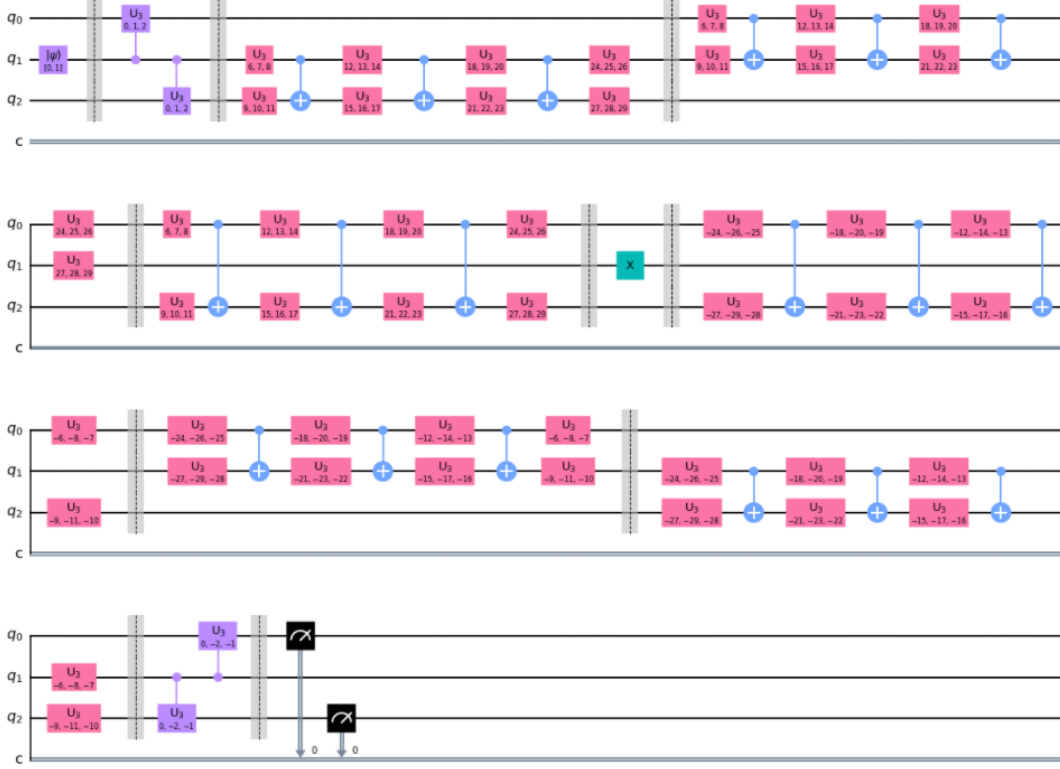 q₀ U₃ U₃ U₃ U₃
0, 1, 2 6, 7, 8 12, 13, 14 18, 19, 20
q₁ |ψ⟩ U₃ U₃ U₃ U₃ U₃ U₃ U₃
[0, 1] 6, 7, 8 12, 13, 14 18, 19, 20 24, 25, 26 9, 10, 11 15, 16, 17 21, 22, 23
q₂ U₃ U₃ U₃ U₃ U₃
0, 1, 2 9, 10, 11 15, 16, 17 21, 22, 23 27, 28, 29
c
q₀ U₃ U₃ U₃ U₃ U₃ U₃ U₃ U₃
24, 25, 26 6, 7, 8 12, 13, 14 18, 19, 20 24, 25, 26 −24, −26, −25 −18, −20, −19 −12, −14, −13
q₁ U₃ X
27, 28, 29
q₂ U₃ U₃ U₃ U₃ U₃ U₃ U₃
9, 10, 11 15, 16, 17 21, 22, 23 27, 28, 29 −27, −29, −28 −21, −23, −22 −15, −17, −16
c
q₀ U₃ U₃ U₃ U₃ U₃
−6, −8, −7 −24, −26, −25 −18, −20, −19 −12, −14, −13 −6, −8, −7
q₁ U₃ U₃ U₃ U₃ U₃ U₃ U₃
−27, −29, −28 −21, −23, −22 −15, −17, −16 −9, −11, −10 −24, −26, −25 −18, −20, −19 −12, −14, −13
q₂ U₃ U₃ U₃ U₃
−9, −11, −10 −27, −29, −28 −21, −23, −22 −15, −17, −16
c
q₀ U₃
0, −2, −1
q₁ U₃
−6, −8, −7
q₂ U₃ U₃
−9, −11, −10 0, −2, −1
0 0
c